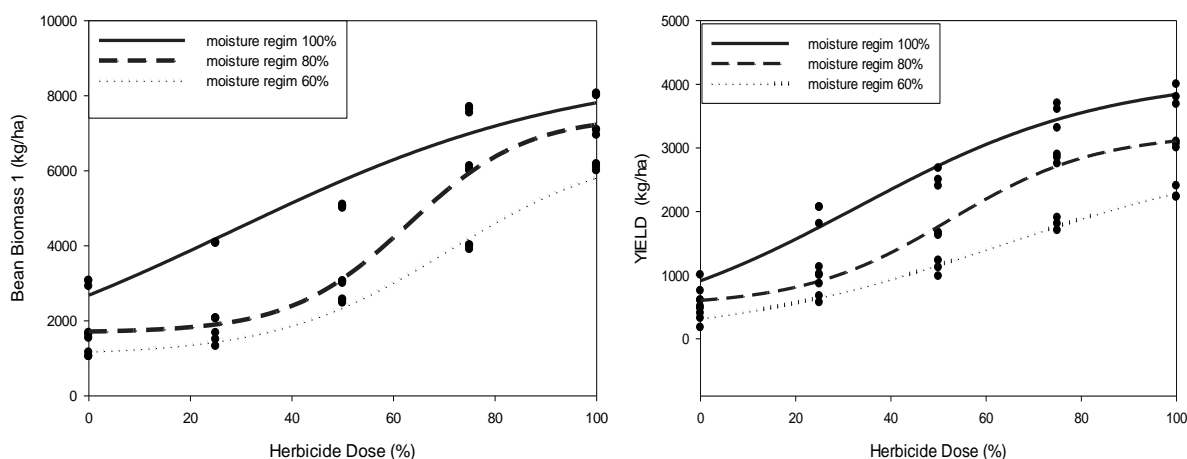 moisture regim 100%
moisture regim 80%
moisture regim 60%
10000
8000
6000
4000
2000
0
Bean Biomass 1 (kg/ha)
0 20 40 60 80 100
Herbicide Dose (%)
moisture regim 100%
moisture regim 80%
moisture regim 60%
5000
4000
3000
2000
1000
0
YIELD (kg/ha)
0 20 40 60 80 100
Herbicide Dose (%)